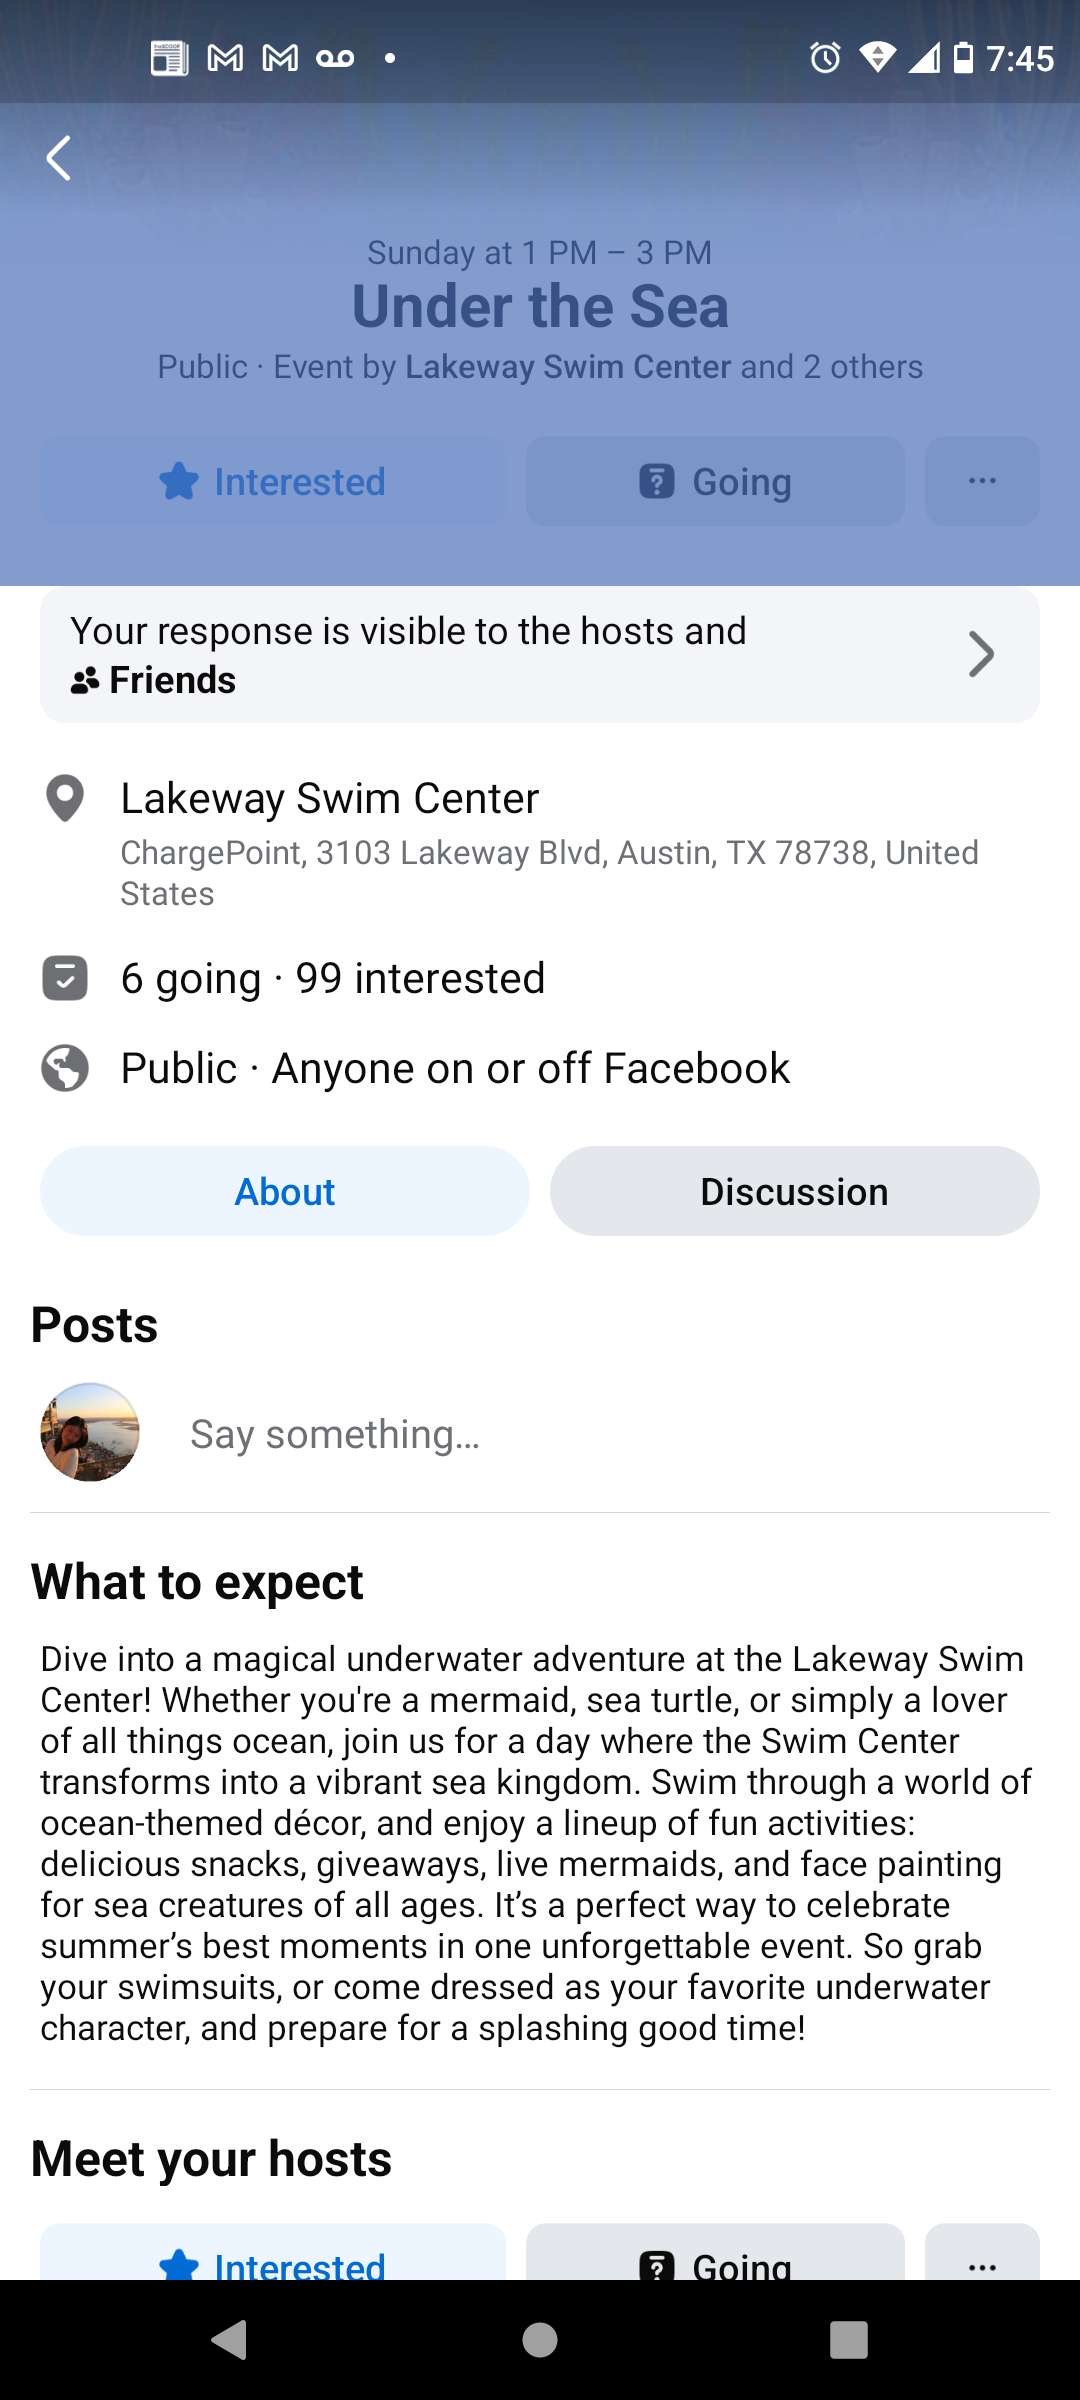 7:45
Sunday at 1 PM – 3 PM
Under the Sea
Public · Event by Lakeway Swim Center and 2 others
Interested
Going
Your response is visible to the hosts and
Friends
Lakeway Swim Center
ChargePoint, 3103 Lakeway Blvd, Austin, TX 78738, United
States
6 going · 99 interested
Public · Anyone on or off Facebook
About
Discussion
Posts
Say something...
What to expect
Dive into a magical underwater adventure at the Lakeway Swim
Center! Whether you're a mermaid, sea turtle, or simply a lover
of all things ocean, join us for a day where the Swim Center
transforms into a vibrant sea kingdom. Swim through a world of
ocean-themed décor, and enjoy a lineup of fun activities:
delicious snacks, giveaways, live mermaids, and face painting
for sea creatures of all ages. It’s a perfect way to celebrate
summer’s best moments in one unforgettable event. So grab
your swimsuits, or come dressed as your favorite underwater
character, and prepare for a splashing good time!
Meet your hosts
Interested
Going